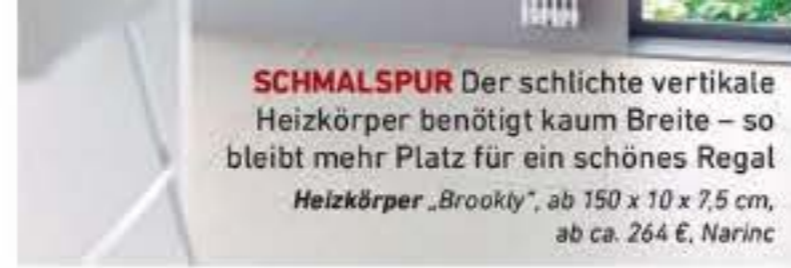 SCHMALSPUR Der schlichte vertikale
Heizkörper benötigt kaum Breite – so
bleibt mehr Platz für ein schönes Regal
Heizkörper „Brookly“, ab 150 x 10 x 7,5 cm,
ab ca. 264 €, Narinc